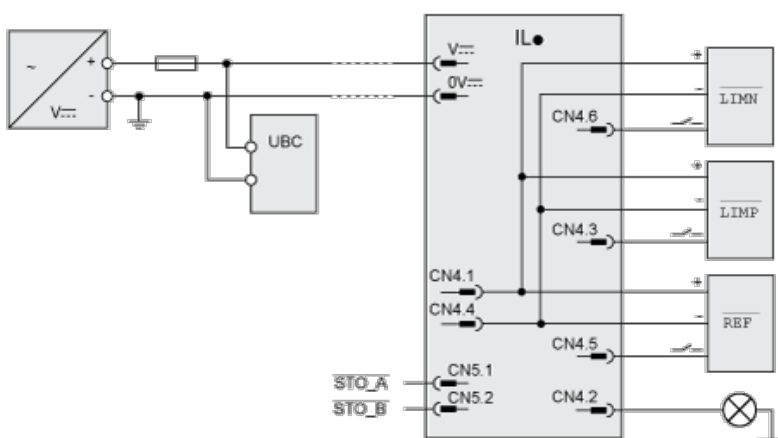 IL●
V⎓
+
~
+
0V⎓
-
LIMN
-
V⎓
CN4.6
UBC
+
-
LIMP
CN4.3
CN4.1
+
CN4.4
-
REF
CN4.5
CN5.1
STO_A
CN5.2
CN4.2
STO_B